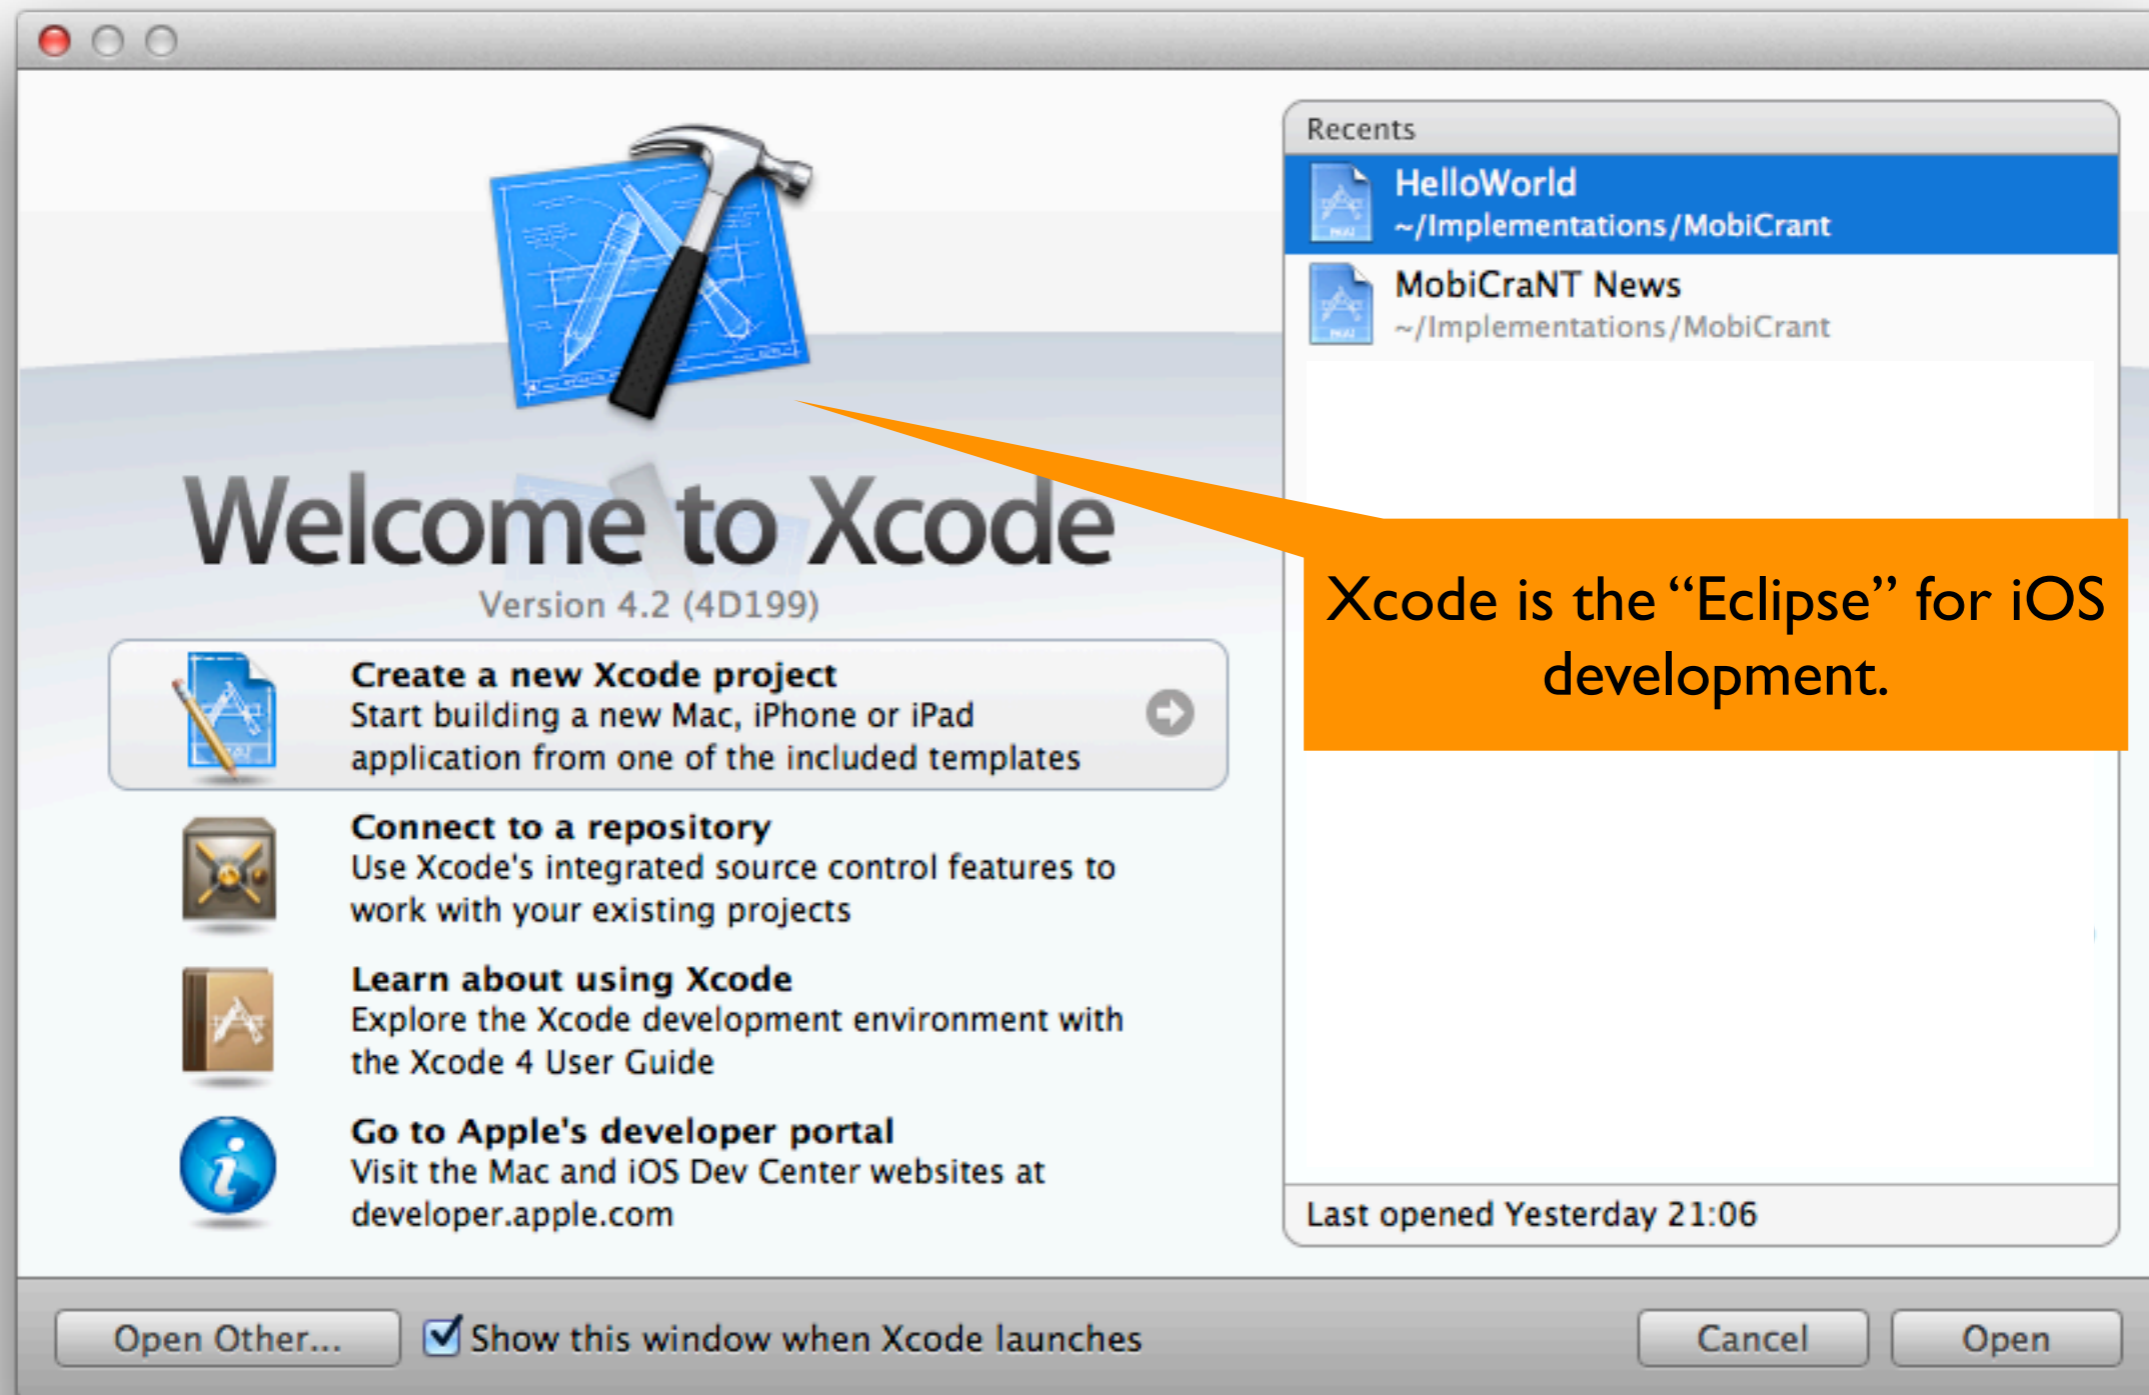 Welcome to Xcode
Version 4.2 (4D199)
Create a new Xcode project
Start building a new Mac, iPhone or iPad
application from one of the included templates
Connect to a repository
Use Xcode's integrated source control features to
work with your existing projects
Learn about using Xcode
Explore the Xcode development environment with
the Xcode 4 User Guide
Go to Apple's developer portal
Visit the Mac and iOS Dev Center websites at
developer.apple.com
Recents
HelloWorld
~/Implementations/MobiCrant
MobiCraNT News
~/Implementations/MobiCrant
Xcode is the “Eclipse” for iOS
development.
Last opened Yesterday 21:06
Open Other...
Show this window when Xcode launches
Cancel
Open